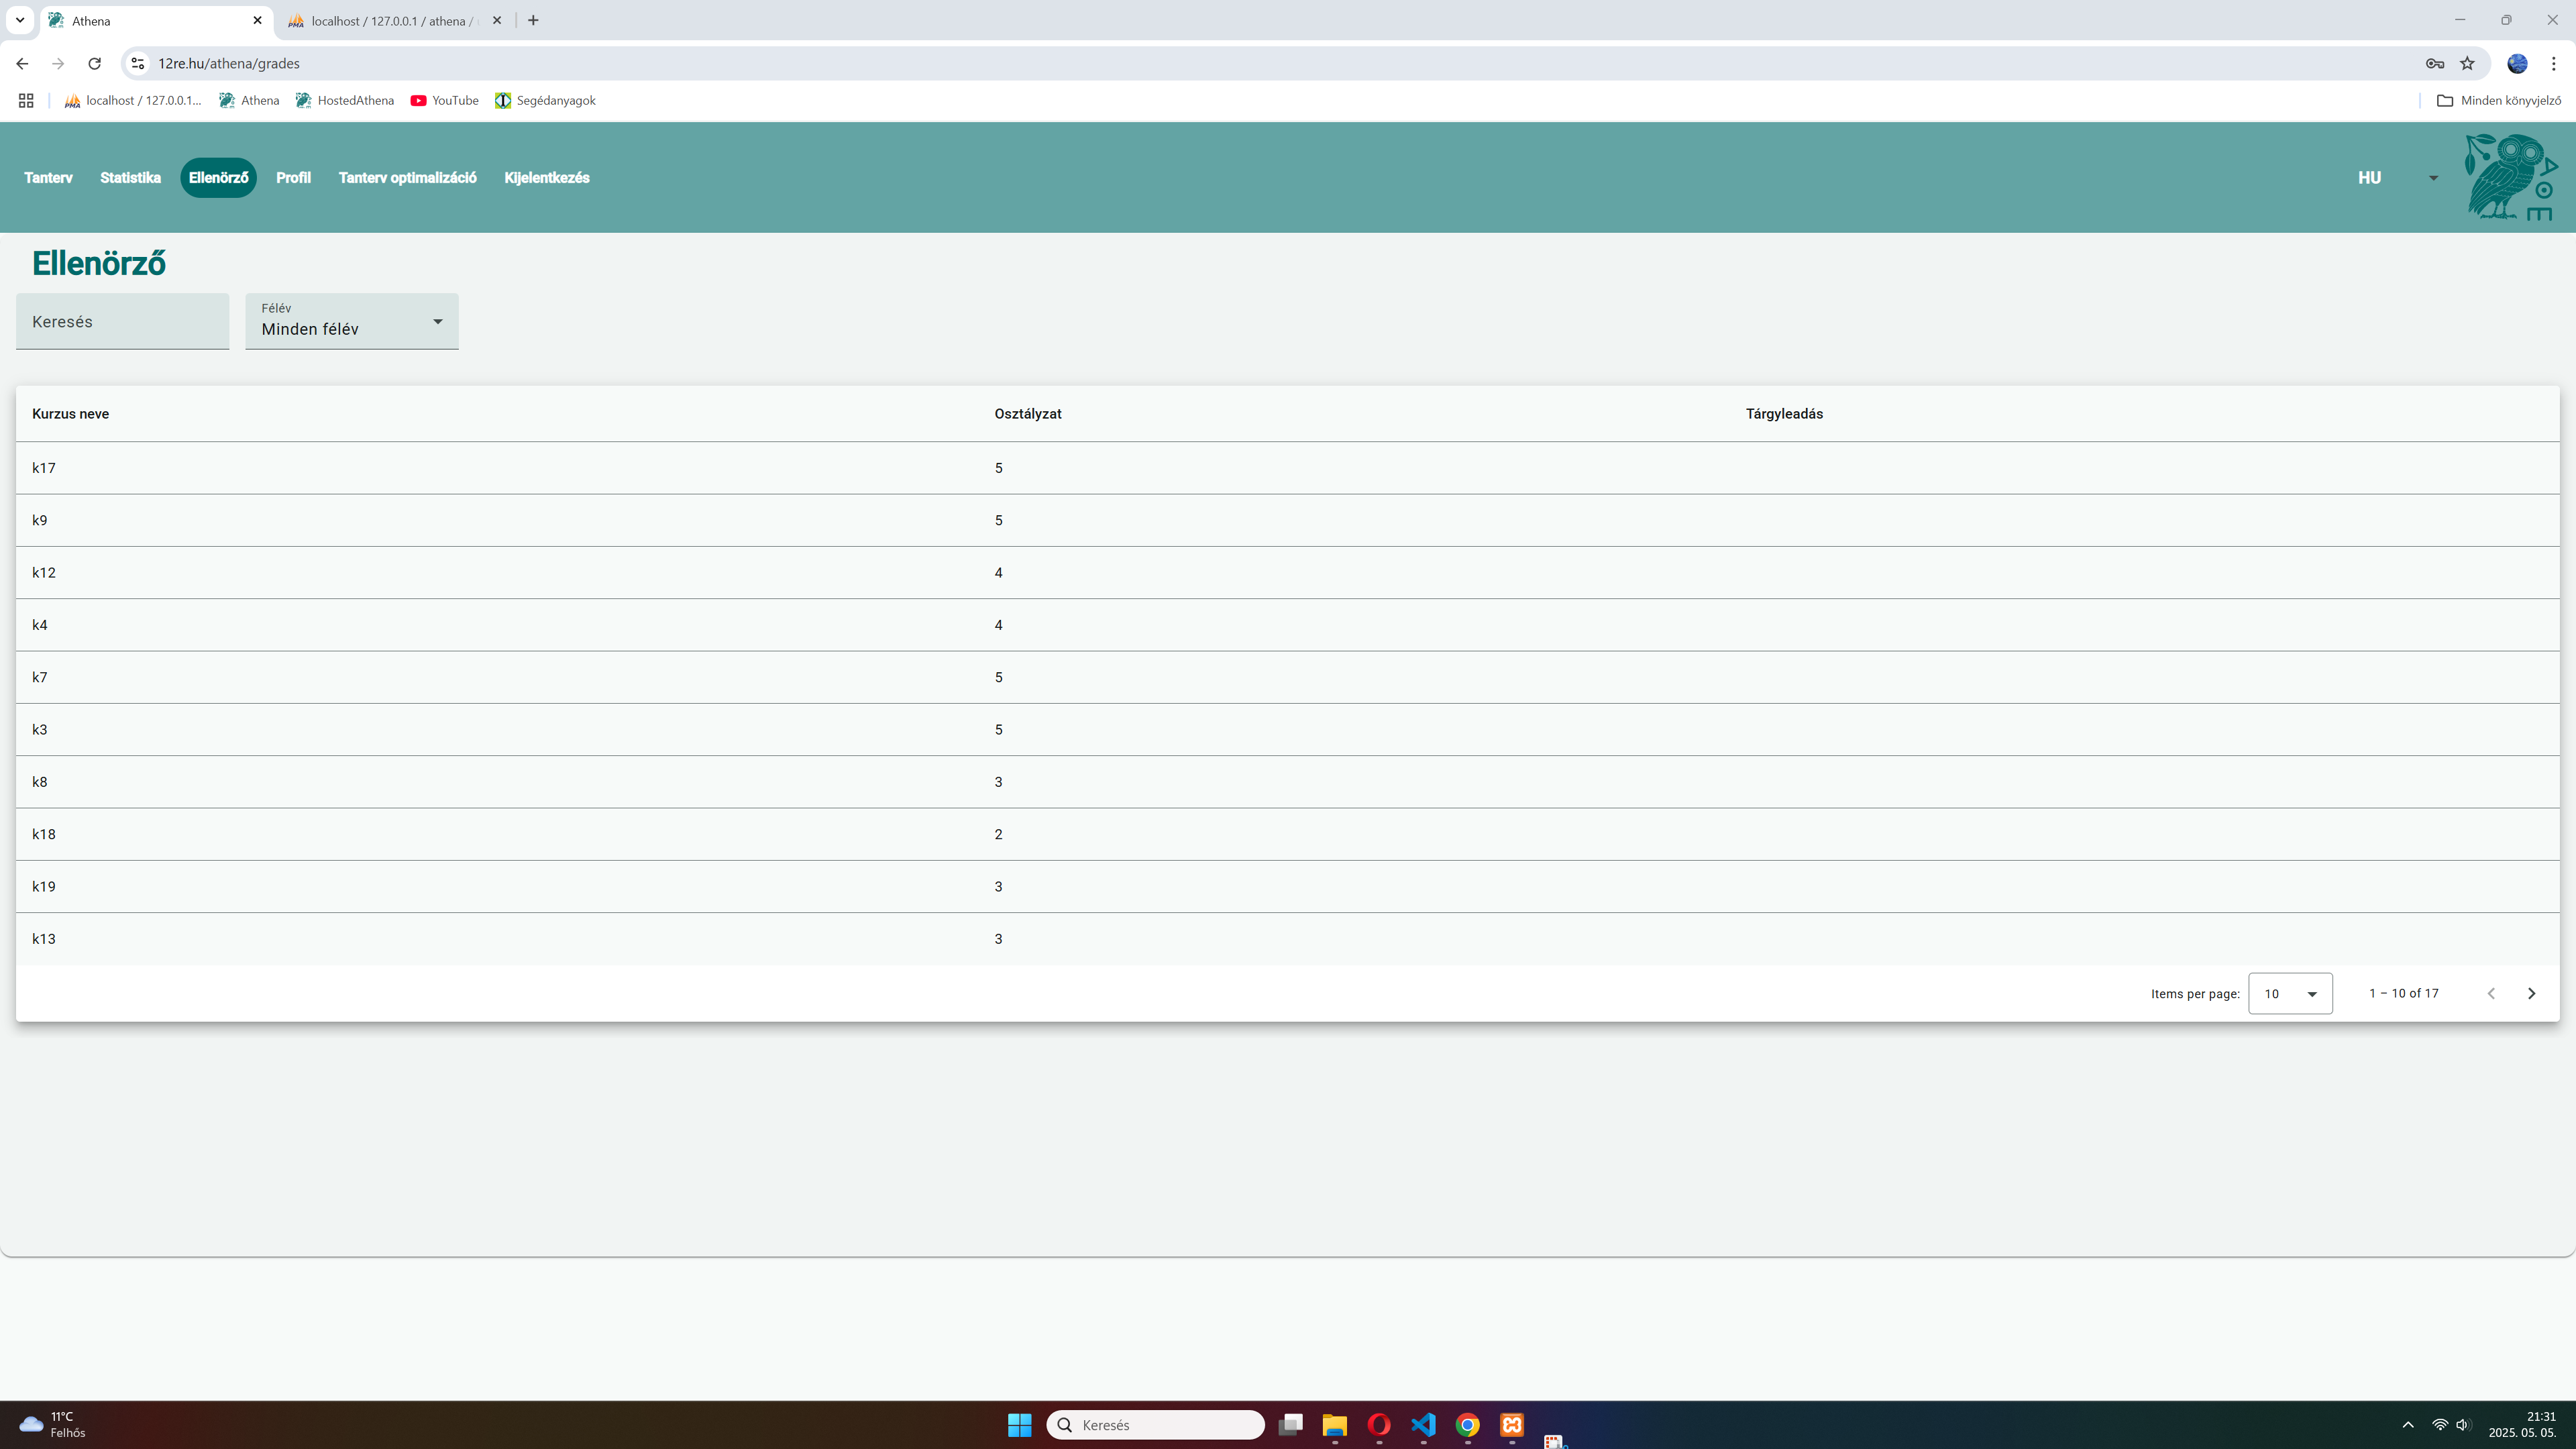 Athena
localhost / 127.0.0.1 / athena /
12re.hu/athena/grades
localhost / 127.0.0.1... Athena HostedAthena YouTube Segédanyagok Minden könyvjelző
Tanterv Statistika Ellenörző Profil Tanterv optimalizáció Kijelentkezés HU
ΑΘΕ
Ellenörző
Keresés
Félév
Minden félév
Kurzus neve Osztályzat Tárgyleadás
k17 5
k9 5
k12 4
k4 4
k7 5
k3 5
k8 3
k18 2
k19 3
k13 3
Items per page: 10 1 – 10 of 17
11°C
Felhős
Keresés
21:31
2025. 05. 05.